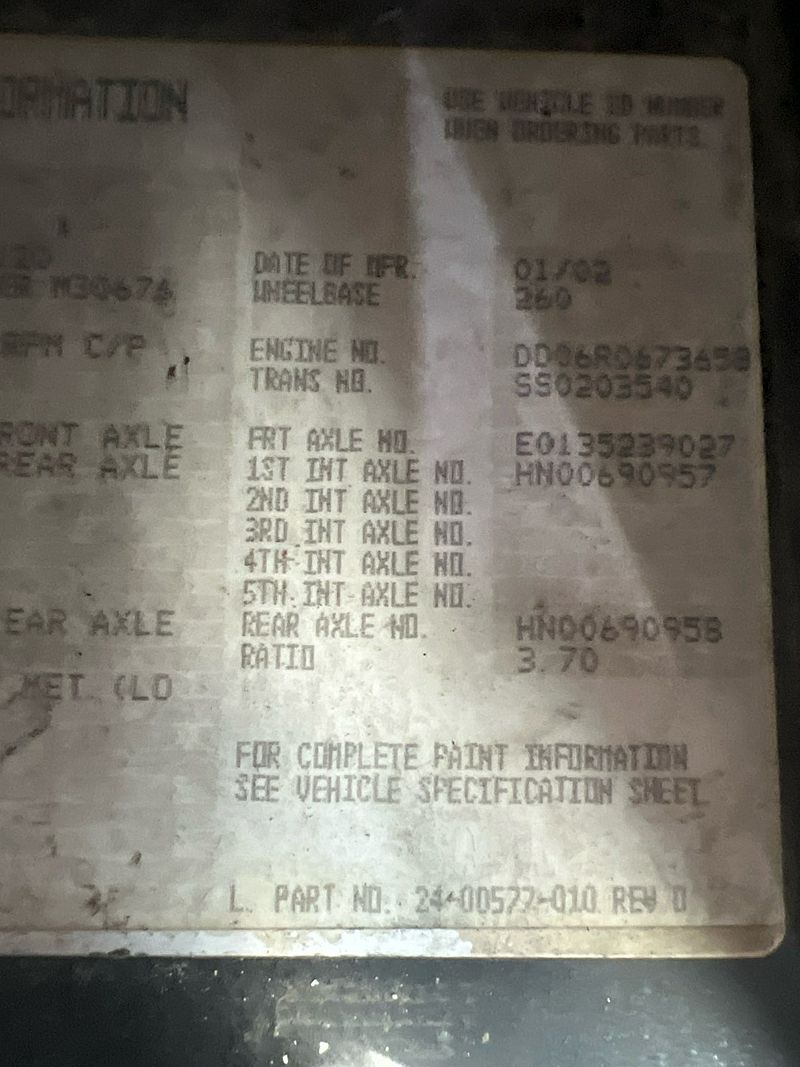 ORMATION
USE VEHICLE ID NUMBER
WHEN ORDERING PARTS.
DATE OF MFR. 01/02
M30676 WHEELBASE 260
RPM C/P ENGINE NO. DD06R0673658
TRANS NO. SS0203540
RONT AXLE FRT AXLE NO. E0135239027
REAR AXLE 1ST INT AXLE NO. HN00690957
2ND INT AXLE NO.
3RD INT AXLE NO.
4TH INT AXLE NO.
5TH INT AXLE NO.
EAR AXLE REAR AXLE NO. HN00690958
RATIO 3.70
MET. (LO
FOR COMPLETE PAINT INFORMATION
SEE VEHICLE SPECIFICATION SHEET
L. PART NO. 24-00577-010 REV 0